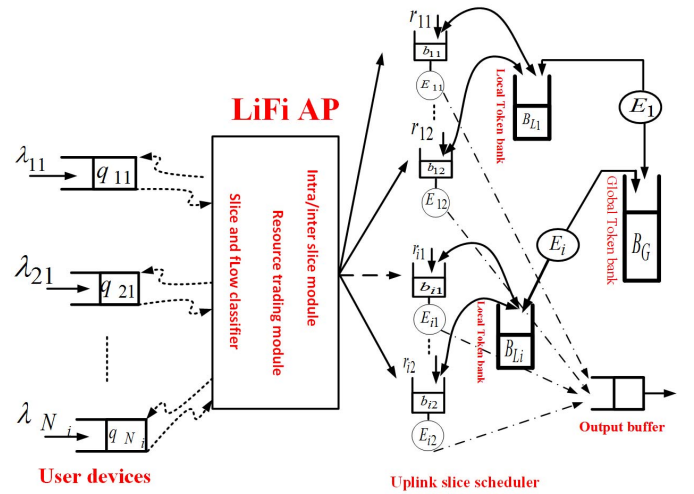 r11
b11
E11
r12
b12
E12
Local Token bank
BL1
E1
Global Token bank
BG
Ei
LiFi AP
λ11
q11
λ21
q21
λ N i
q N i
User devices
Slice and flow classifier
Resource trading module
Intra/inter slice module
ri1
bi1
Ei1
ri2
bi2
Ei2
Local Token bank
BLi
Output buffer
Uplink slice scheduler